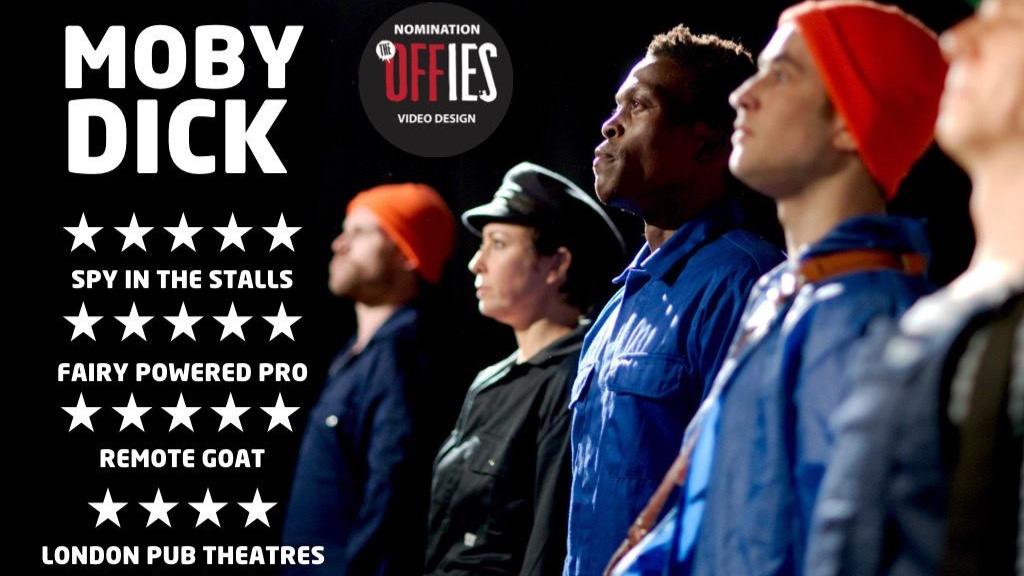 MOBY
DICK
NOMINATION
THE OFFIES
VIDEO DESIGN
SPY IN THE STALLS
FAIRY POWERED PRO
REMOTE GOAT
LONDON PUB THEATRES